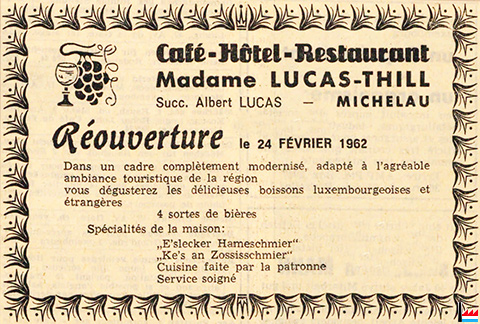 Café-Hôtel-Restaurant
Madame LUCAS-THILL
Succ. Albert LUCAS — MICHELAU
Réouverture le 24 FÉVRIER 1962
Dans un cadre complètement modernisé, adapté à l'agréable
ambiance touristique de la région
vous dégusterez les délicieuses boissons luxembourgeoises et
étrangères
4 sortes de bières
Spécialités de la maison:
„E'slecker Hameschmier“
„Ke's an Zossisschmier“
Cuisine faite par la patronne
Service soigné